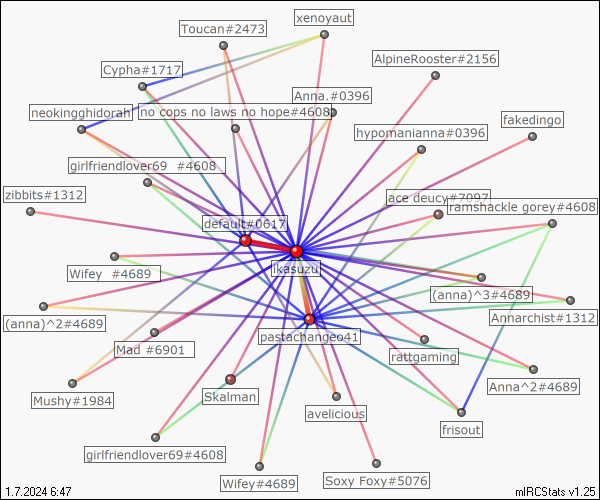 xenoyaut
Toucan#2473
AlpineRooster#2156
Cypha#1717
Anna.#0396
neokingghidorah
no cops no laws no hope#4608
fakedingo
hypomanianna#0396
girlfriendlover69 #4608
zibbits#1312
ace deucy#7097
ramshackle gorey#4608
default#0617
ikasuzu
Wifey #4689
(anna)^3#4689
(anna)^2#4689
Annarchist#1312
pastachangeo41
Mad #6901
rattgaming
Anna^2#4689
Skalman
Mushy#1984
avelicious
frisout
girlfriendlover69#4608
Wifey#4689
Soxy Foxy#5076
1.7.2024 6:47
mIRCStats v1.25